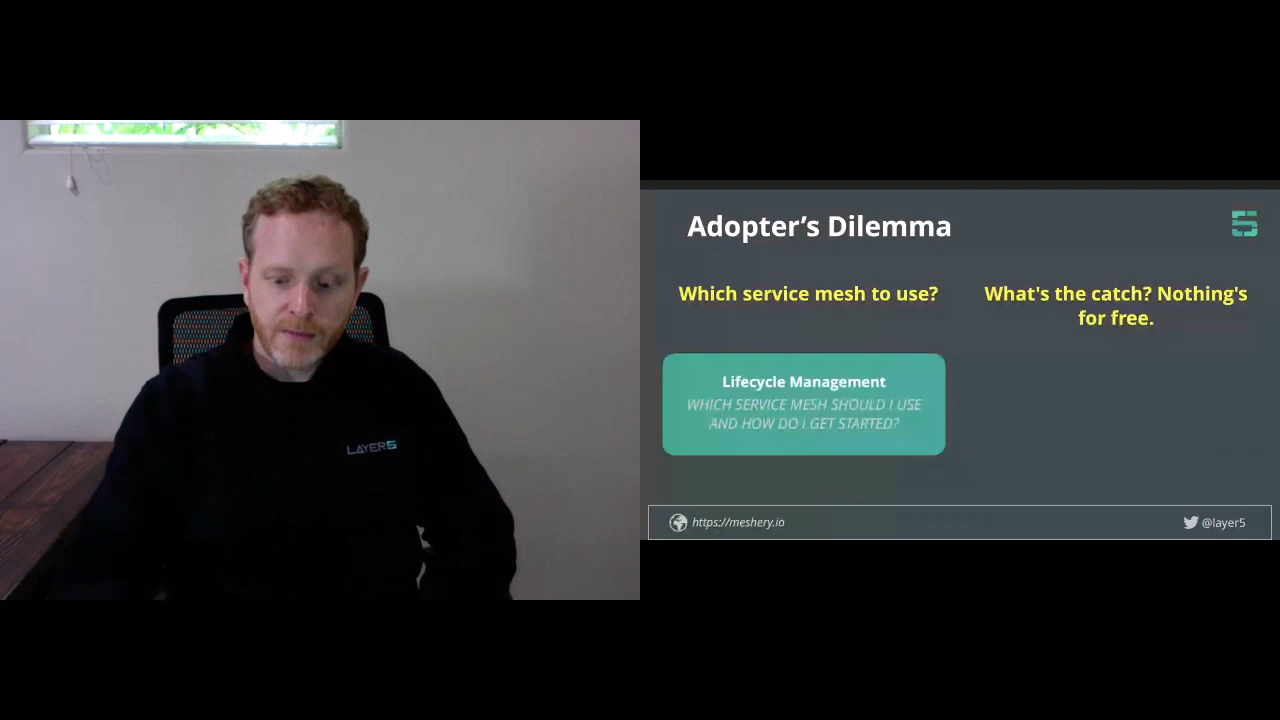 Adopter's Dilemma
Which service mesh to use?
What's the catch? Nothing's
for free.
Lifecycle Management
WHICH SERVICE MESH SHOULD I USE
AND HOW DO I GET STARTED?
LAYER5
https://meshery.io
@layer5